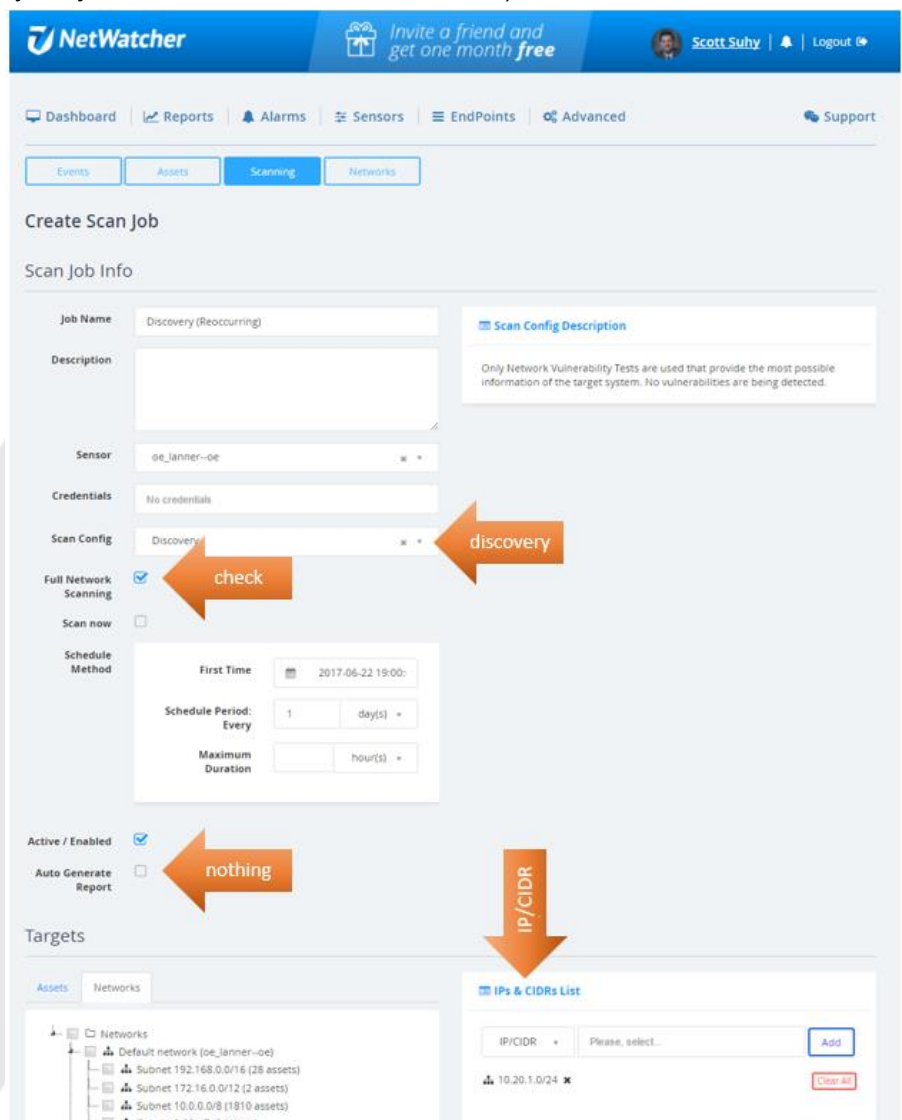 NetWatcher
Invite a friend and
get one month free
Scott Suhy | Logout
Dashboard | Reports | Alarms | Sensors | EndPoints | Advanced Support
Events Assets Scanning Networks
Create Scan Job
Scan Job Info
Job Name Discovery (Reoccurring)
Scan Config Description
Description
Only Network Vulnerability Tests are used that provide the most possible
information of the target system. No vulnerabilities are being detected.
Sensor oe_lanner--oe
Credentials No credentials
Scan Config Discovery
discovery
Full Network
Scanning
check
Scan now
Schedule
Method
First Time 2017-06-22 19:00:
Schedule Period:
Every
1 day(s)
Maximum
Duration
hour(s)
Active / Enabled
Auto Generate
Report
nothing
IP/CIDR
Targets
Assets Networks
IPs & CIDRs List
Networks
IP/CIDR Please, select... Add
Default network (oe_lanner--oe)
Subnet 192.168.0.0/16 (28 assets)
10.20.1.0/24 Clear All
Subnet 172.16.0.0/12 (2 assets)
Subnet 10.0.0.0/8 (1810 assets)